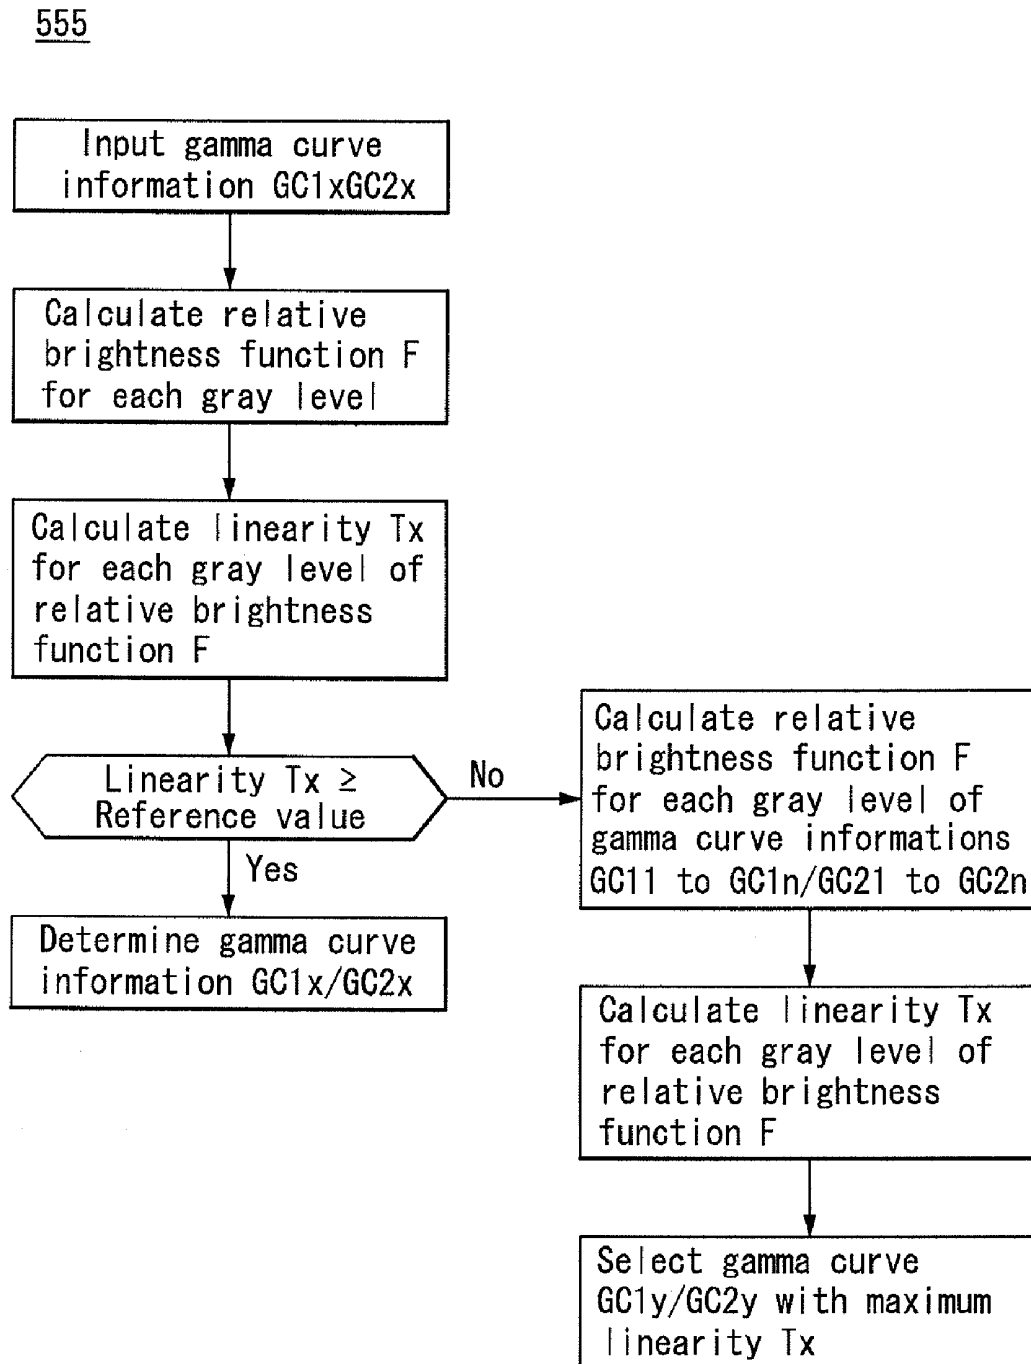 555
Input gamma curve
information GC1xGC2x
Calculate relative
brightness function F
for each gray level
Calculate linearity Tx
for each gray level of
relative brightness
function F
Linearity Tx ≥
Reference value
No
Yes
Determine gamma curve
information GC1x/GC2x
Calculate relative
brightness function F
for each gray level of
gamma curve informations
GC11 to GC1n/GC21 to GC2n
Calculate linearity Tx
for each gray level of
relative brightness
function F
Select gamma curve
GC1y/GC2y with maximum
linearity Tx